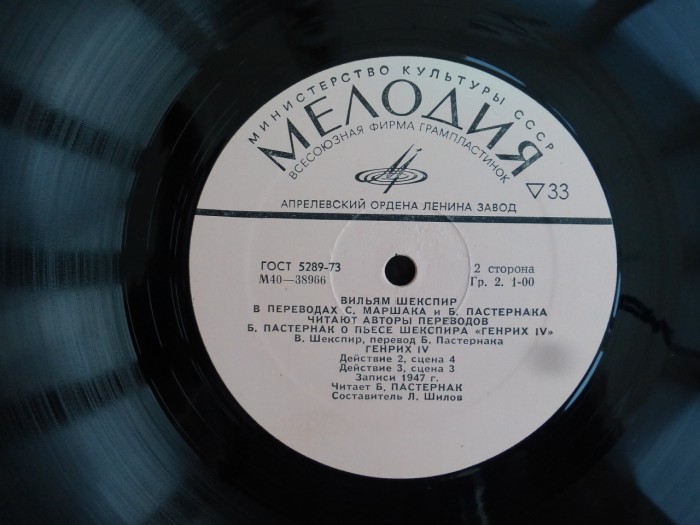 МИНИСТЕРСТВО КУЛЬТУРЫ СССР
МЕЛОДИЯ
ВСЕСОЮЗНАЯ ФИРМА ГРАМПЛАСТИНОК
▽33
АПРЕЛЕВСКИЙ ОРДЕНА ЛЕНИНА ЗАВОД
ГОСТ 5289-73
М40—38966
2 сторона
Гр. 2. 1-00
ВИЛЬЯМ ШЕКСПИР
В ПЕРЕВОДАХ С. МАРШАКА и Б. ПАСТЕРНАКА
ЧИТАЮТ АВТОРЫ ПЕРЕВОДОВ
Б. ПАСТЕРНАК О ПЬЕСЕ ШЕКСПИРА «ГЕНРИХ IV»
В. Шекспир, перевод Б. Пастернака
ГЕНРИХ IV
Действие 2, сцена 4
Действие 3, сцена 3
Записи 1947 г.
Читает Б. ПАСТЕРНАК
Составитель Л. Шилов